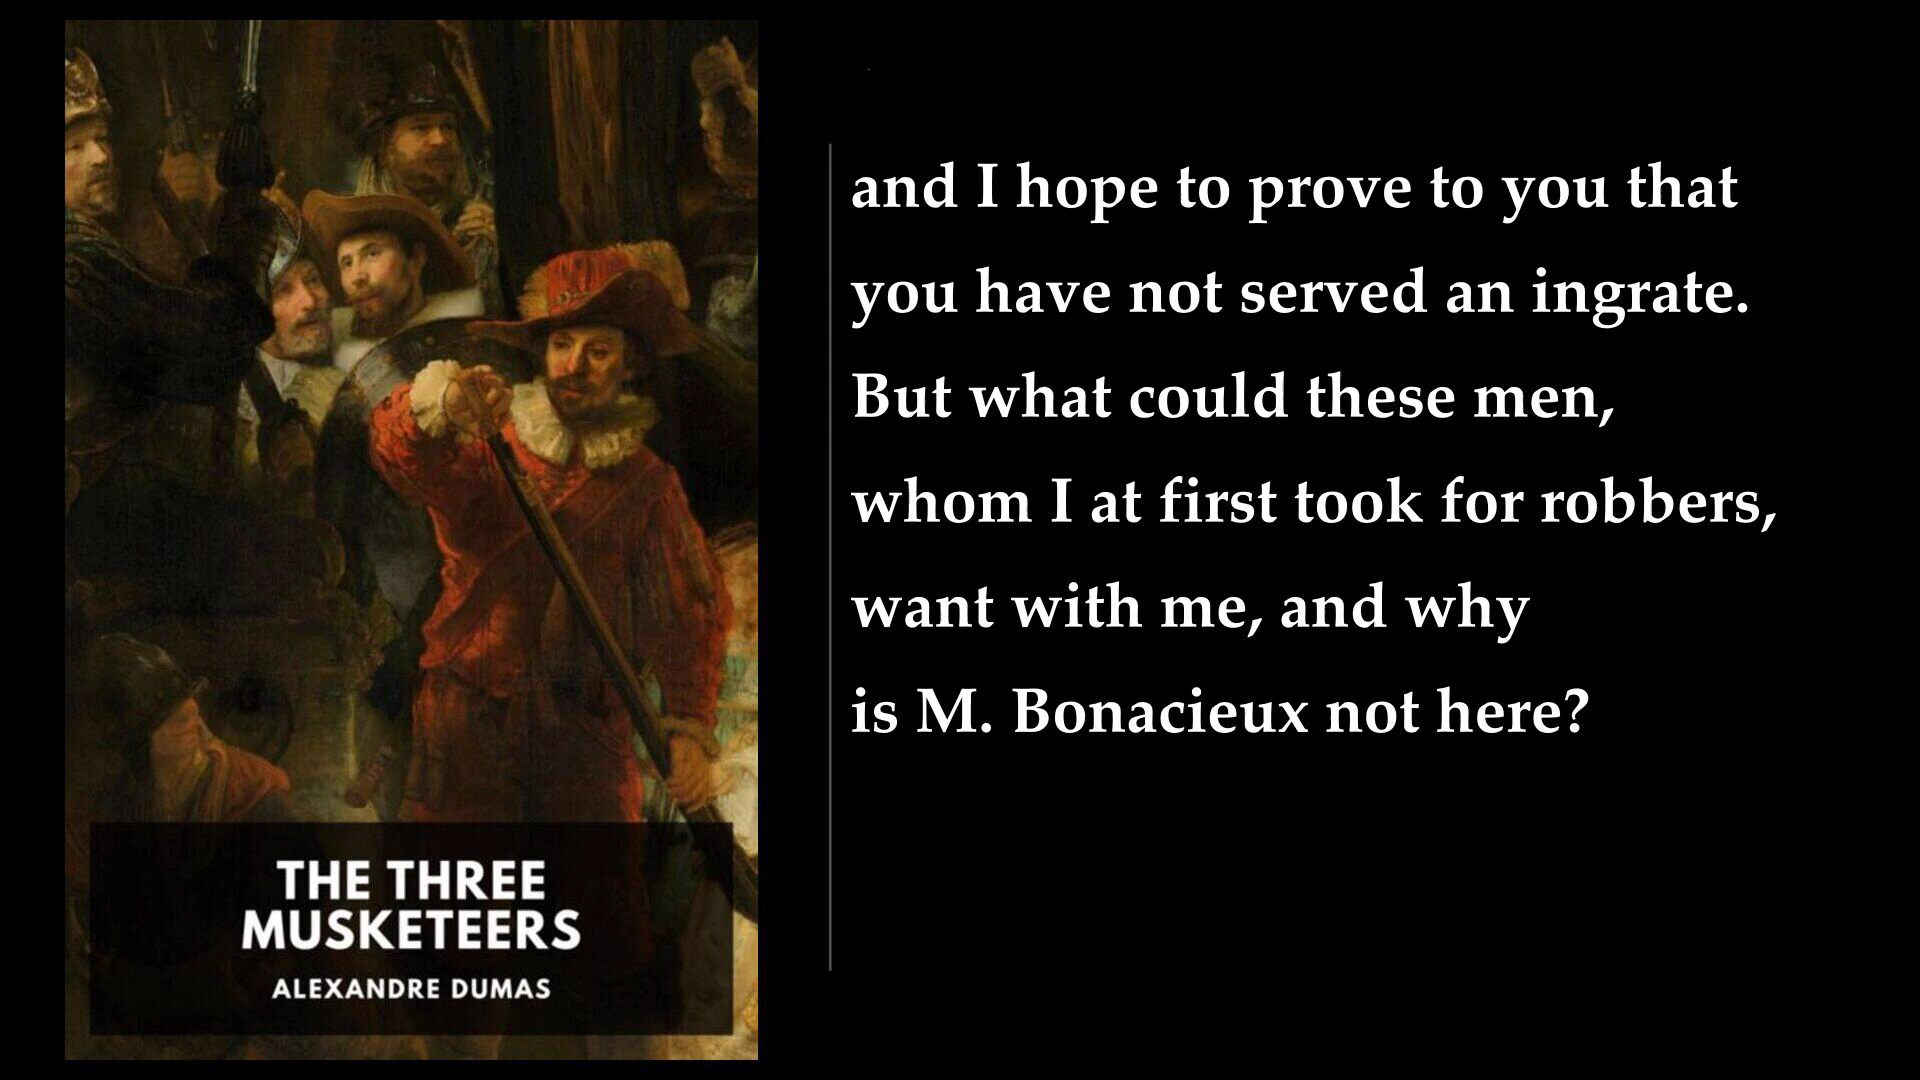 THE THREE
MUSKETEERS
ALEXANDRE DUMAS
and I hope to prove to you that
you have not served an ingrate.
But what could these men,
whom I at first took for robbers,
want with me, and why
is M. Bonacieux not here?